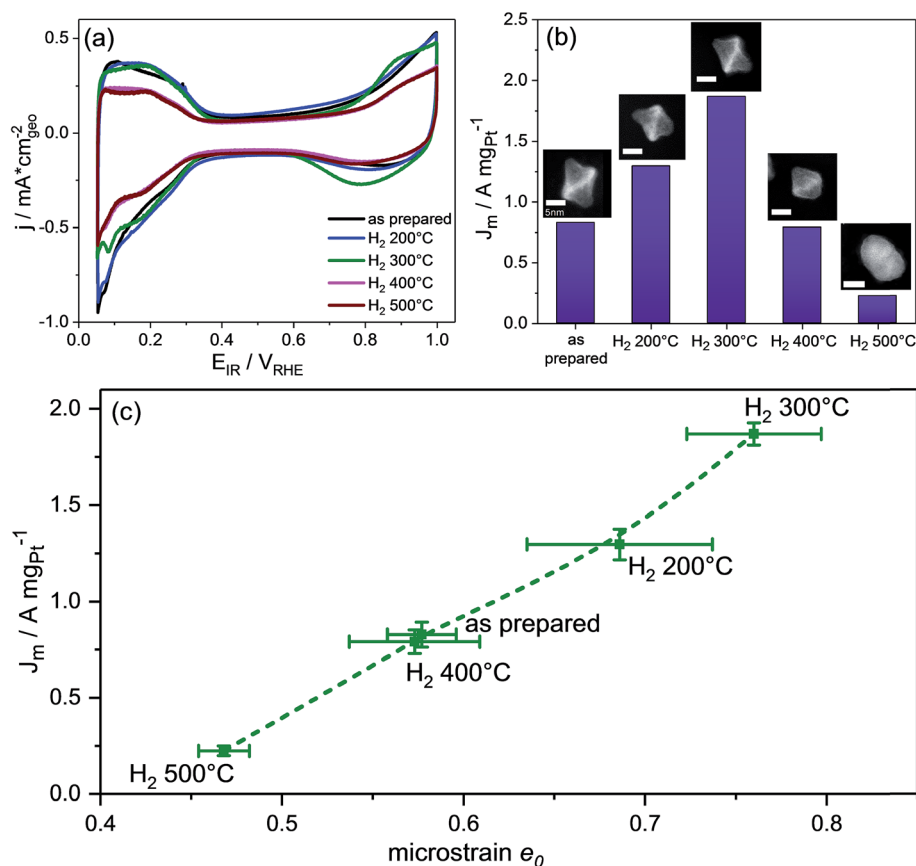 (a)
0.5
0.0
-0.5
-1.0
j / mA*cm⁻²geo
as prepared
H₂ 200°C
H₂ 300°C
H₂ 400°C
H₂ 500°C
0.0 0.2 0.4 0.6 0.8 1.0
E_IR / V_RHE
(b)
2.5
2.0
1.5
1.0
0.5
0.0
J_m / A mg_Pt⁻¹
5nm
as prepared H₂ 200°C H₂ 300°C H₂ 400°C H₂ 500°C
(c)
2.0
1.5
1.0
0.5
0.0
J_m / A mg_Pt⁻¹
H₂ 300°C
H₂ 200°C
as prepared
H₂ 400°C
H₂ 500°C
0.4 0.5 0.6 0.7 0.8
microstrain e₀